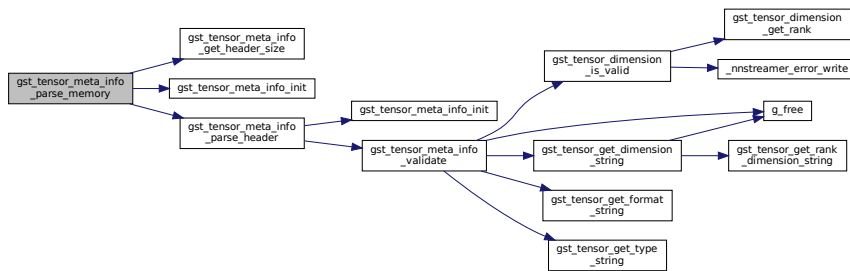 gst_tensor_meta_info
_parse_memory
gst_tensor_meta_info
_get_header_size
gst_tensor_meta_info_init
gst_tensor_meta_info
_parse_header
gst_tensor_meta_info_init
gst_tensor_meta_info
_validate
gst_tensor_dimension
_is_valid
gst_tensor_get_dimension
_string
gst_tensor_get_format
_string
gst_tensor_get_type
_string
gst_tensor_dimension
_get_rank
_nnstreamer_error_write
g_free
gst_tensor_get_rank
_dimension_string